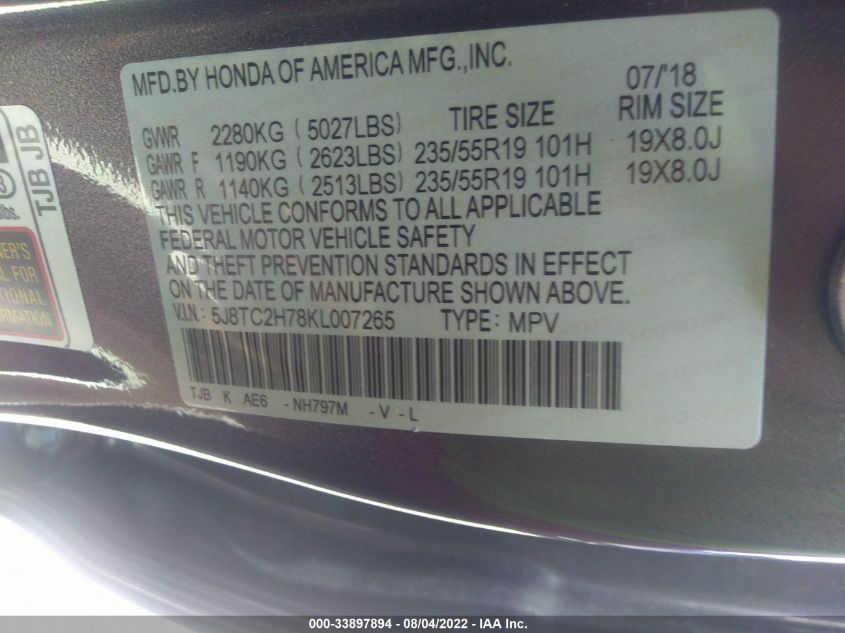 MFD.BY HONDA OF AMERICA MFG.,INC. 07/'18
GVWR 2280KG ( 5027LBS) TIRE SIZE RIM SIZE
GAWR F 1190KG ( 2623LBS) 235/55R19 101H 19X8.0J
GAWR R 1140KG ( 2513LBS) 235/55R19 101H 19X8.0J
THIS VEHICLE CONFORMS TO ALL APPLICABLE
FEDERAL MOTOR VEHICLE SAFETY
AND THEFT PREVENTION STANDARDS IN EFFECT
ON THE DATE OF MANUFACTURE SHOWN ABOVE.
V.I.N.: 5J8TC2H78KL007265 TYPE: MPV
TJB K AE6 -NH797M -V -L
TJB JB
lbs.
FOR
000-33897894 - 08/04/2022 - IAA Inc.